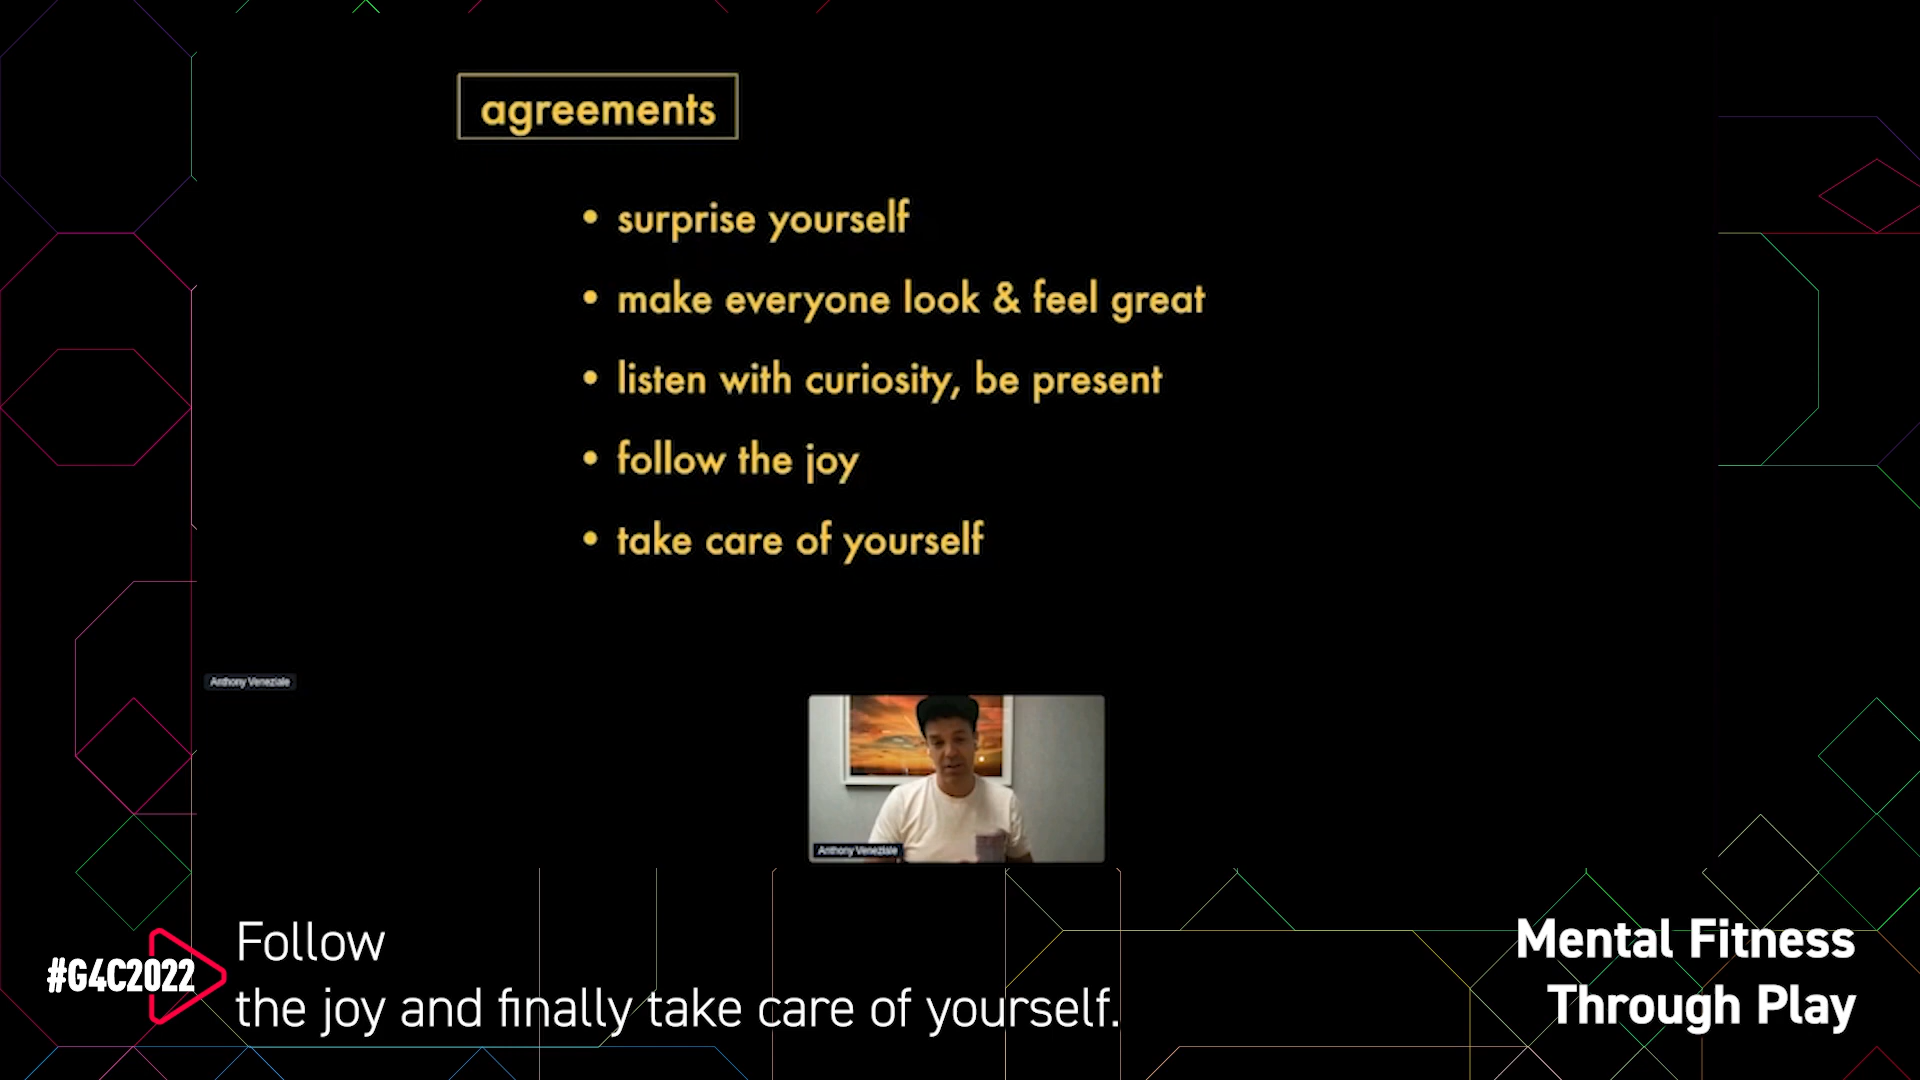 agreements
• surprise yourself
• make everyone look & feel great
• listen with curiosity, be present
• follow the joy
• take care of yourself
Anthony Veneziale
Anthony Veneziale
#G4C2022
Follow
the joy and finally take care of yourself.
Mental Fitness
Through Play